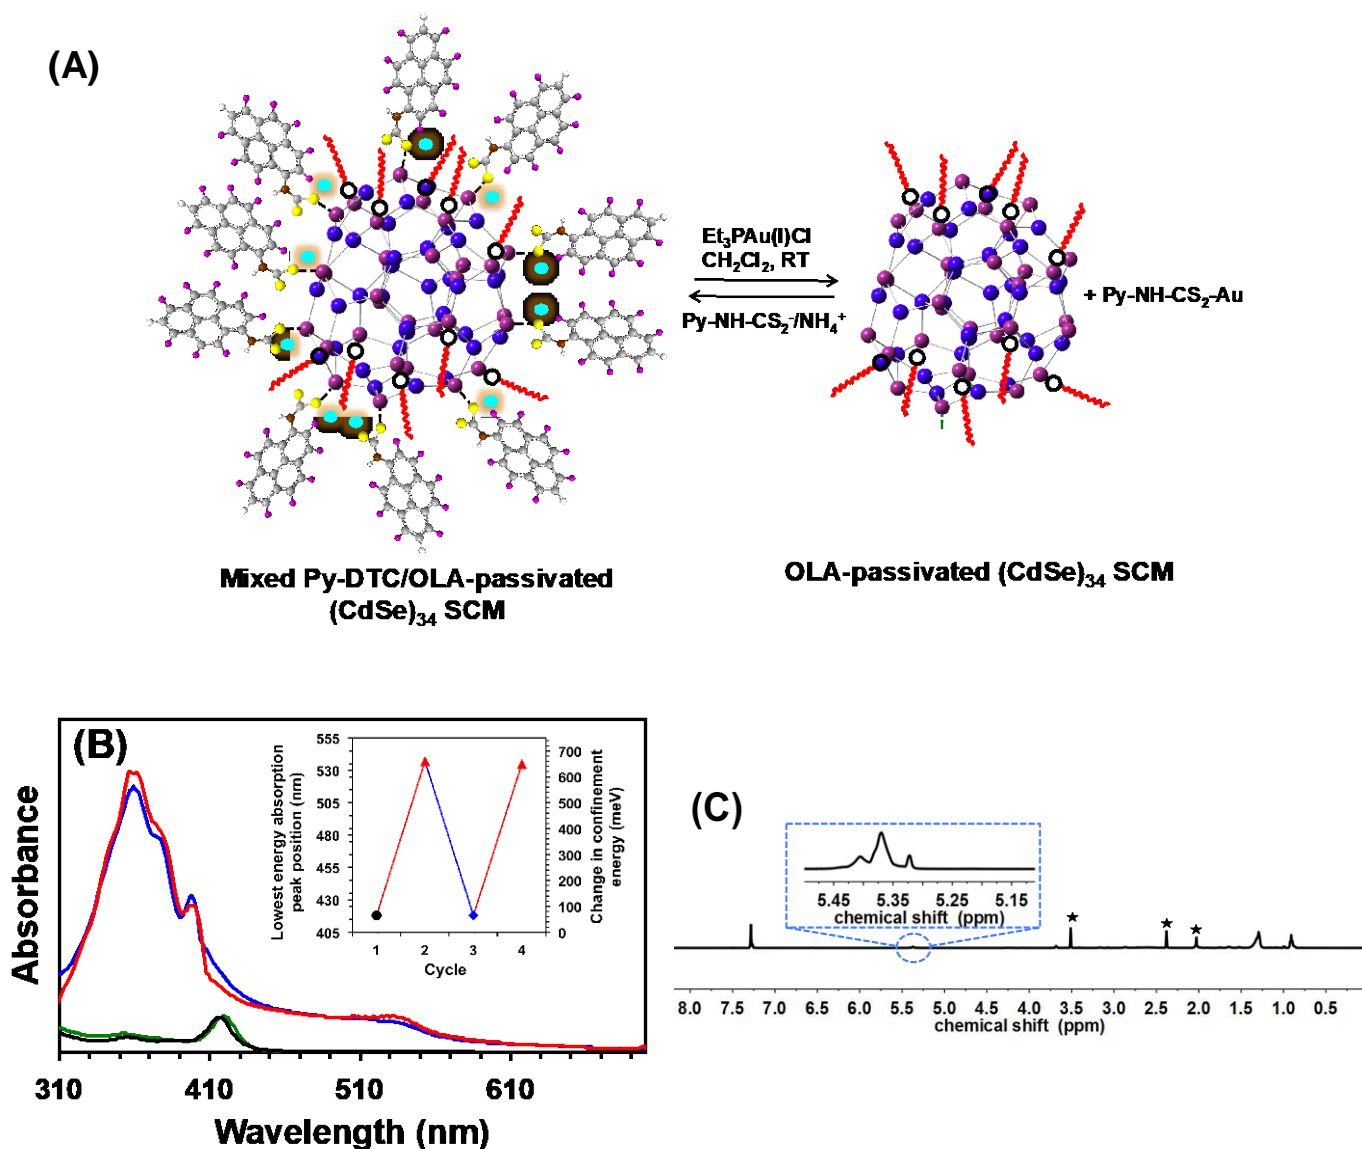 (A)
Et₃PAu(I)Cl
CH₂Cl₂, RT
Py-NH-CS₂⁻/NH₄⁺
+ Py-NH-CS₂-Au
Mixed Py-DTC/OLA-passivated
(CdSe)₃₄ SCM
OLA-passivated (CdSe)₃₄ SCM
(B)
Absorbance
310 410 510 610
Wavelength (nm)
Lowest energy absorption
peak position (nm)
555
530
505
480
455
430
405
1 2 3 4
Cycle
700
600
500
400
300
200
100
0
Change in confinement
energy (meV)
(C)
5.45 5.35 5.25 5.15
chemical shift (ppm)
8.0 7.5 7.0 6.5 6.0 5.5 5.0 4.5 4.0 3.5 3.0 2.5 2.0 1.5 1.0 0.5
chemical shift (ppm)